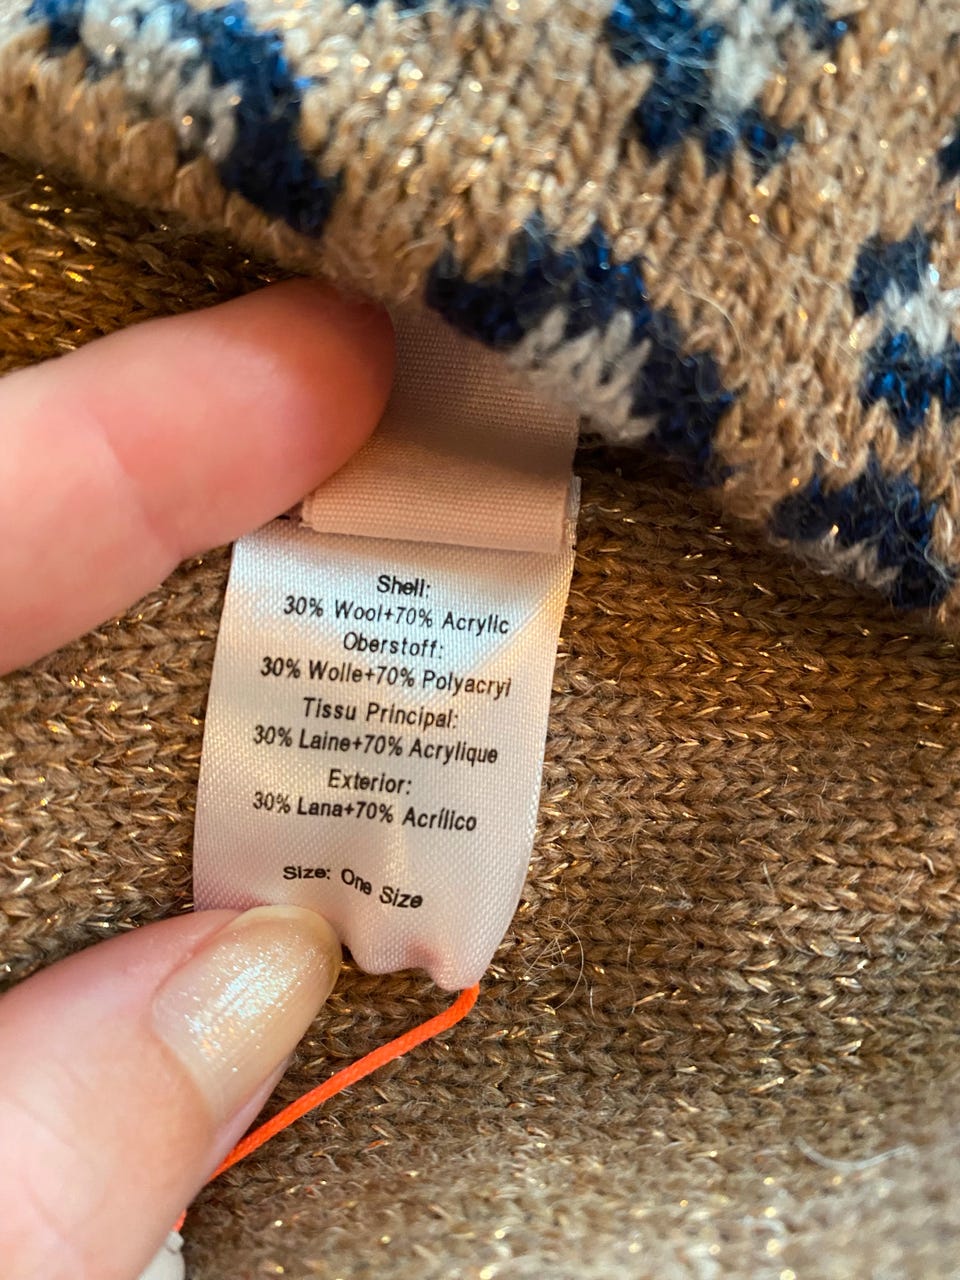 Shell:
30% Wool+70% Acrylic
Oberstoff:
30% Wolle+70% Polyacryl
Tissu Principal:
30% Laine+70% Acrylique
Exterior:
30% Lana+70% Acrílico
Size: One Size